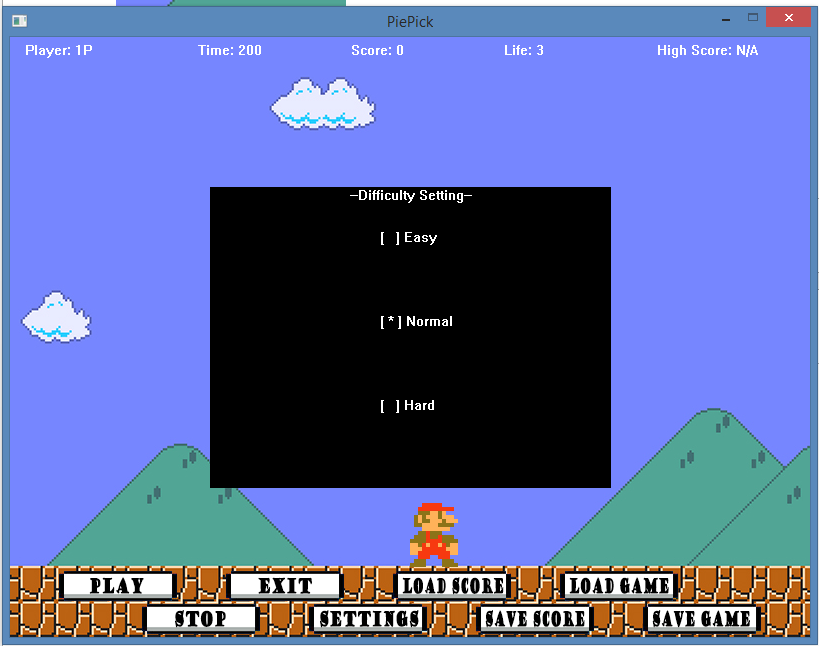 PiePick
Player: 1P Time: 200 Score: 0 Life: 3 High Score: N/A
—Difficulty Setting—
[ ] Easy
[*] Normal
[ ] Hard
PLAY EXIT LOAD SCORE LOAD GAME
STOP SETTINGS SAVE SCORE SAVE GAME